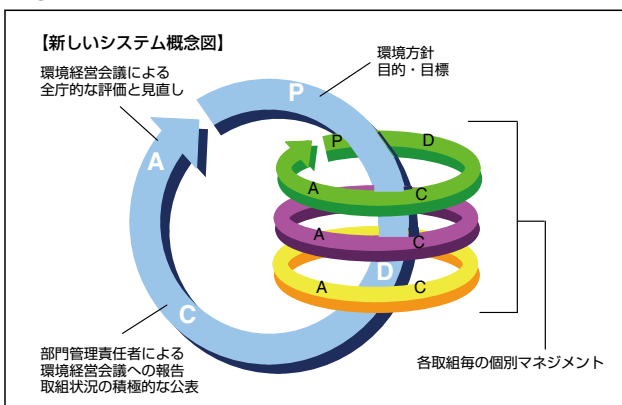 【新しいシステム概念図】
環境経営会議による
全庁的な評価と見直し
環境方針
目的・目標
P
A
P
D
A
C
A
C
D
A
C
C
部門管理責任者による
環境経営会議への報告
取組状況の積極的な公表
各取組毎の個別マネジメント